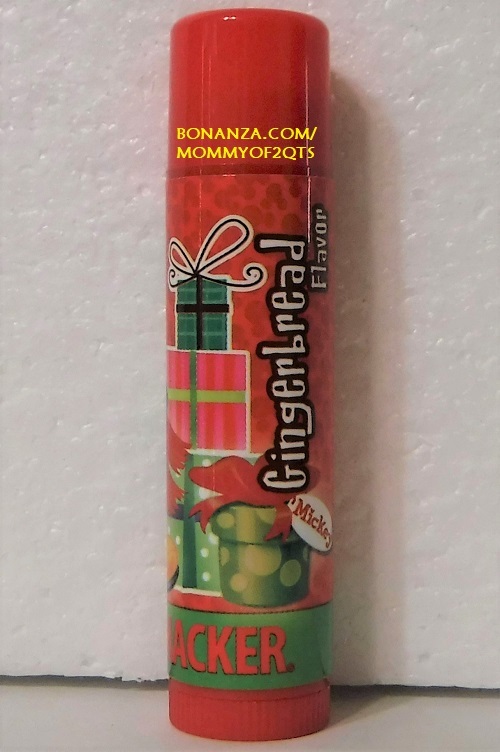 BONANZA.COM/
MOMMYOF2QTS
Gingerbread
Flavor
Mickey
ACKER